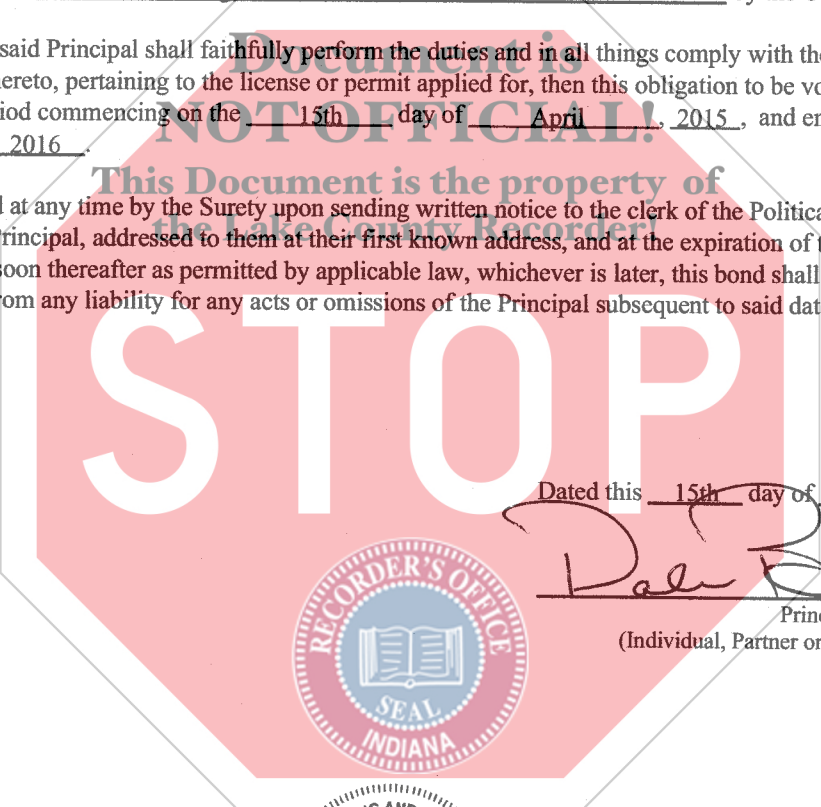 Document is
said Principal shall faithfully perform the duties and in all things comply with the
ereto, pertaining to the license or permit applied for, then this obligation to be vo
NOT OFFICIAL!
iod commencing on the 15th day of April, 2015, and en
2016.
This Document is the property of
l at any time by the Surety upon sending written notice to the clerk of the Politica
the Lake County Recorder!
rincipal, addressed to them at their first known address, and at the expiration of t
soon thereafter as permitted by applicable law, whichever is later, this bond shall
rom any liability for any acts or omissions of the Principal subsequent to said dat
STOP
Dated this 15th day of
Dale
Princ
(Individual, Partner or
RECORDER'S OFFICE
SEAL
INDIANA
AND